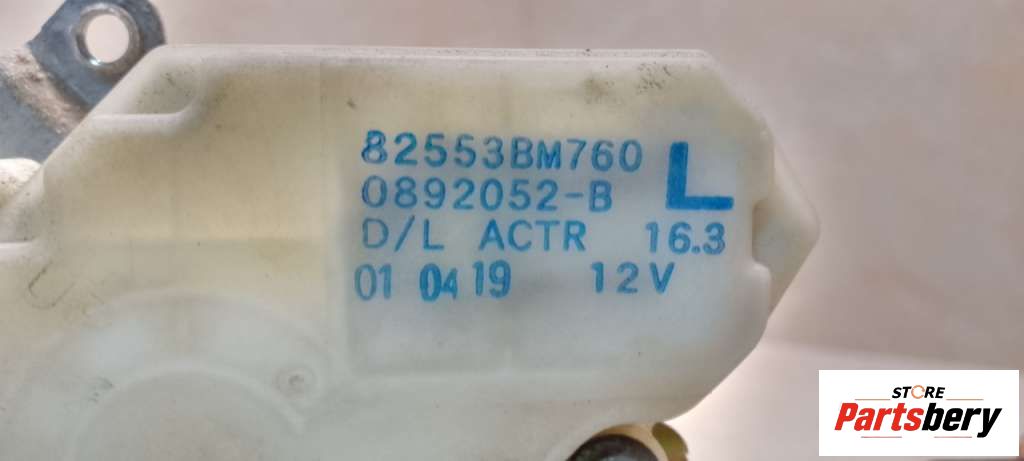 82553BM760
0892052-B
L
D/L ACTR 16.3
01 04 19 12V
STORE
Partsbery